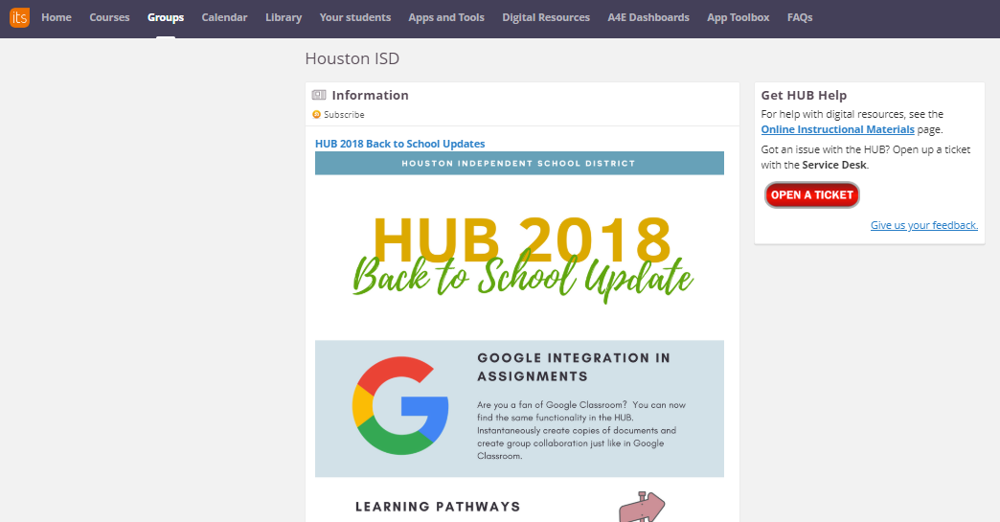 its Home Courses Groups Calendar Library Your students Apps and Tools Digital Resources A4E Dashboards App Toolbox FAQs
Houston ISD
Information
Subscribe
HUB 2018 Back to School Updates
HOUSTON INDEPENDENT SCHOOL DISTRICT
HUB 2018
Back to School Update
GOOGLE INTEGRATION IN
ASSIGNMENTS
Are you a fan of Google Classroom? You can now
find the same functionality in the HUB.
Instantaneously create copies of documents and
create group collaboration just like in Google
Classroom.
LEARNING PATHWAYS
Get HUB Help
For help with digital resources, see the
Online Instructional Materials page.
Got an issue with the HUB? Open up a ticket
with the Service Desk.
OPEN A TICKET
Give us your feedback.